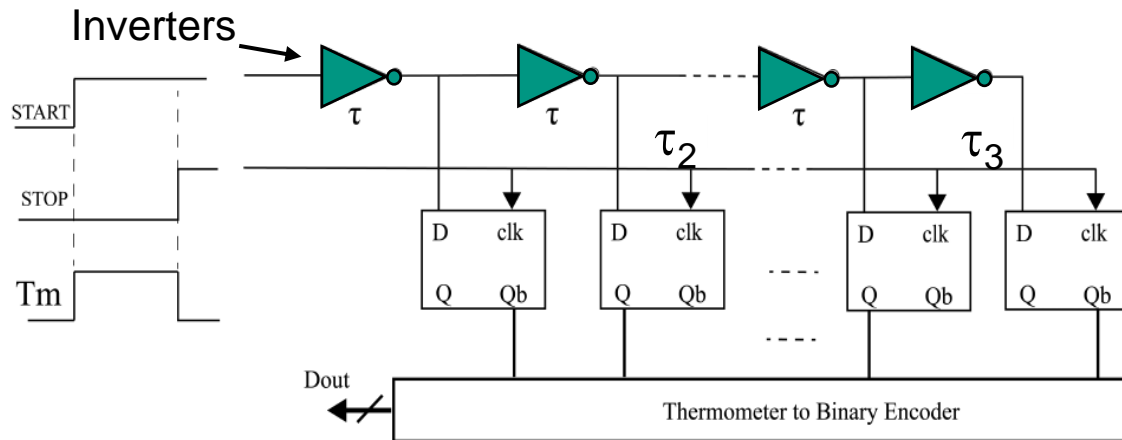 Inverters
START
τ
τ
τ
τ2
τ3
STOP
D clk
D clk
D clk
D clk
Tm
Q Qb
Q Qb
Q Qb
Q Qb
Dout
Thermometer to Binary Encoder